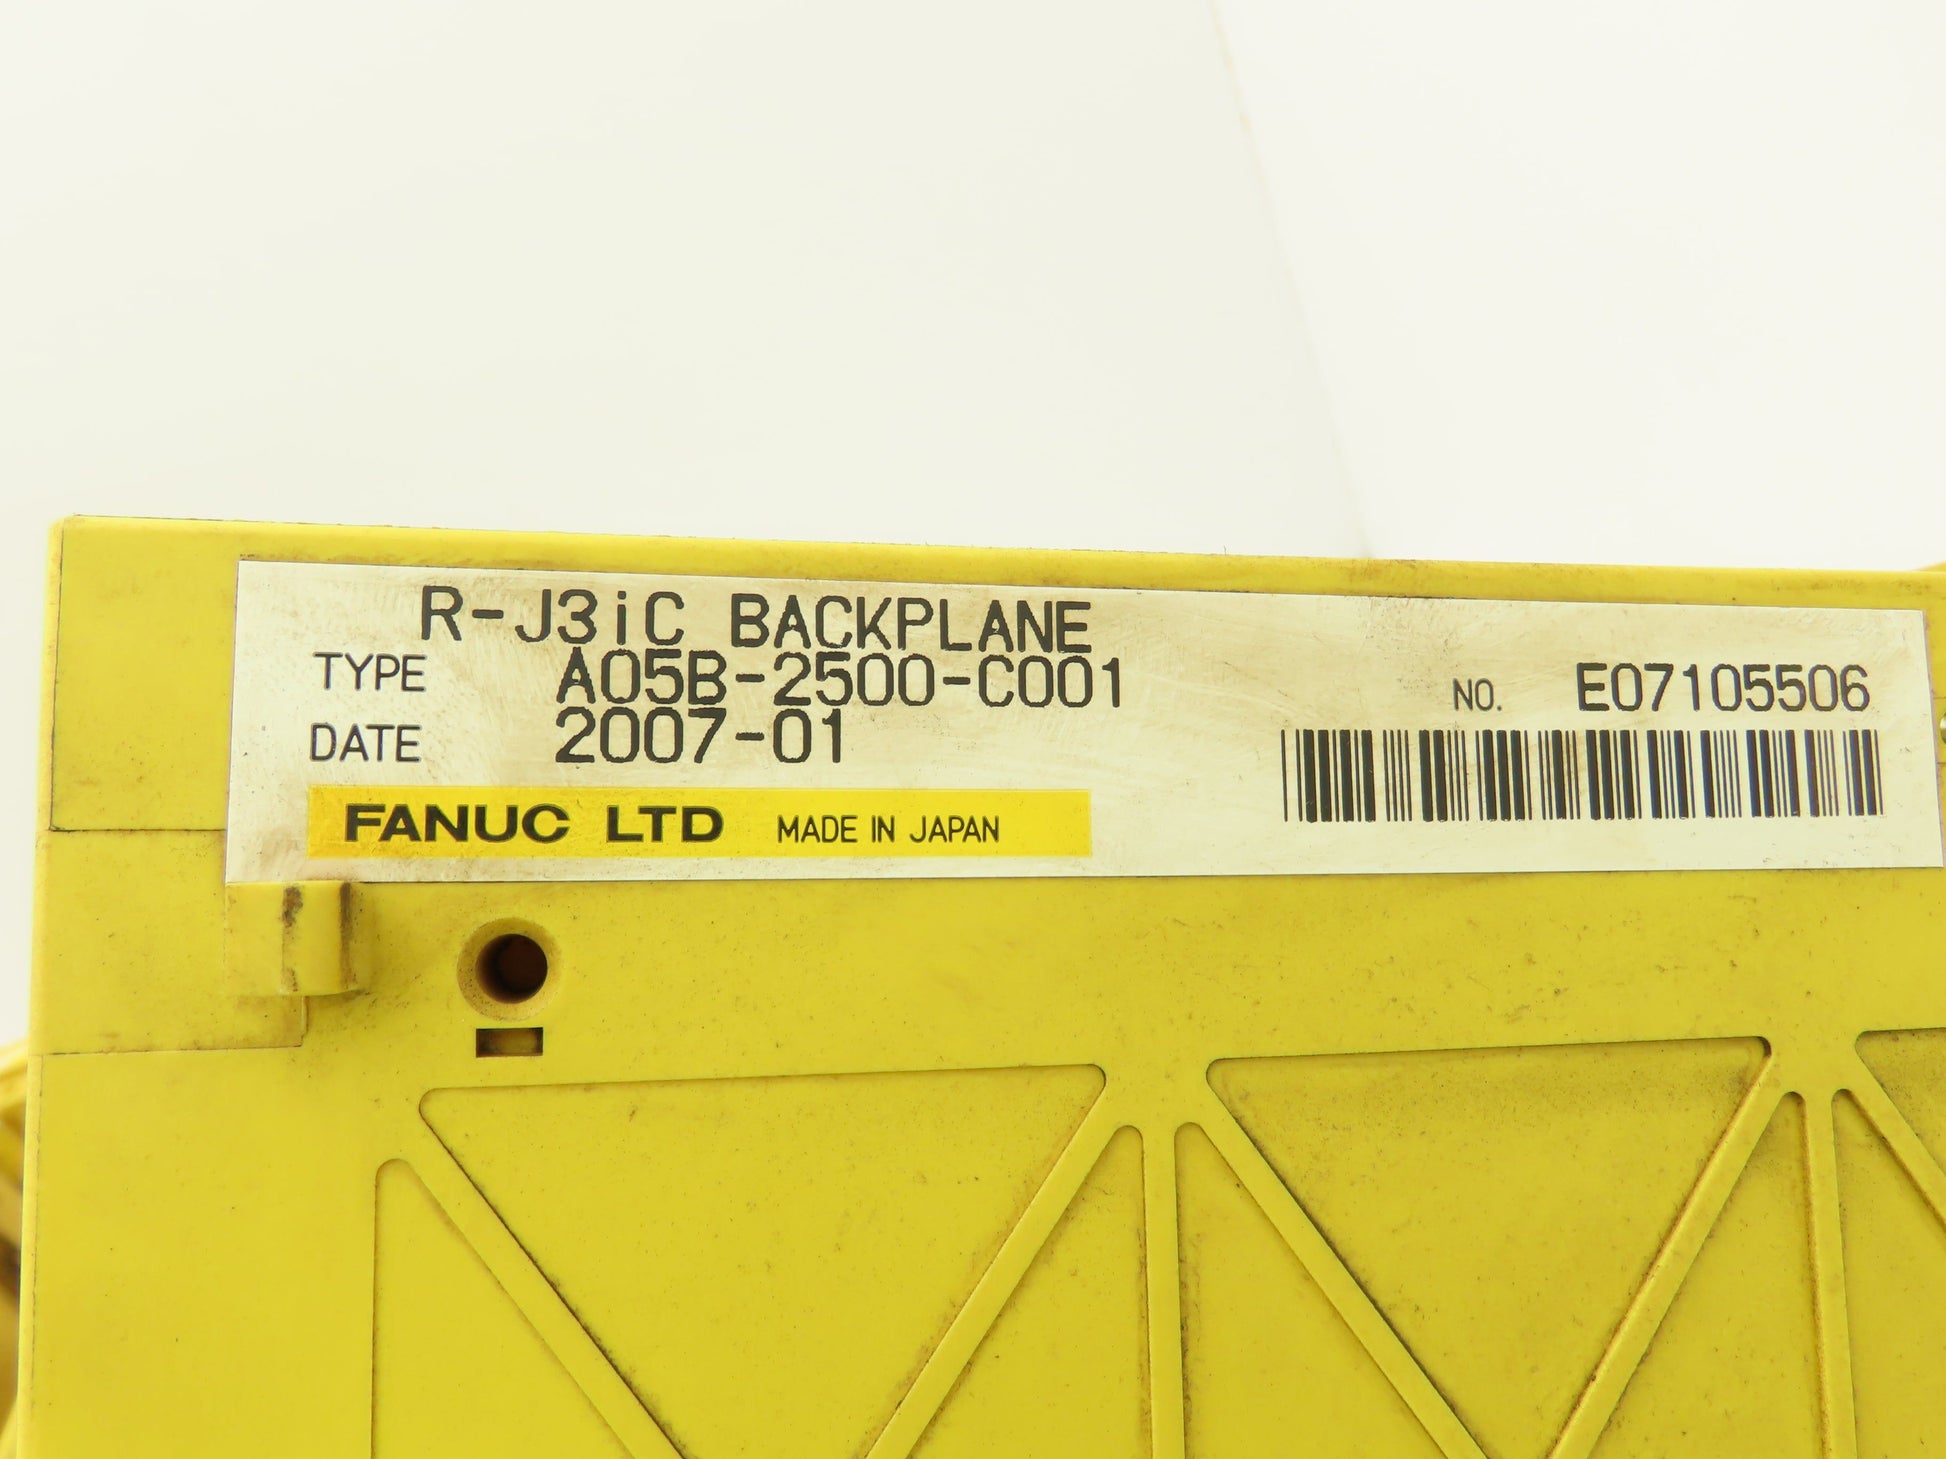 R-J3iC BACKPLANE
TYPE A05B-2500-C001
DATE 2007-01
NO. E07105506
FANUC LTD MADE IN JAPAN